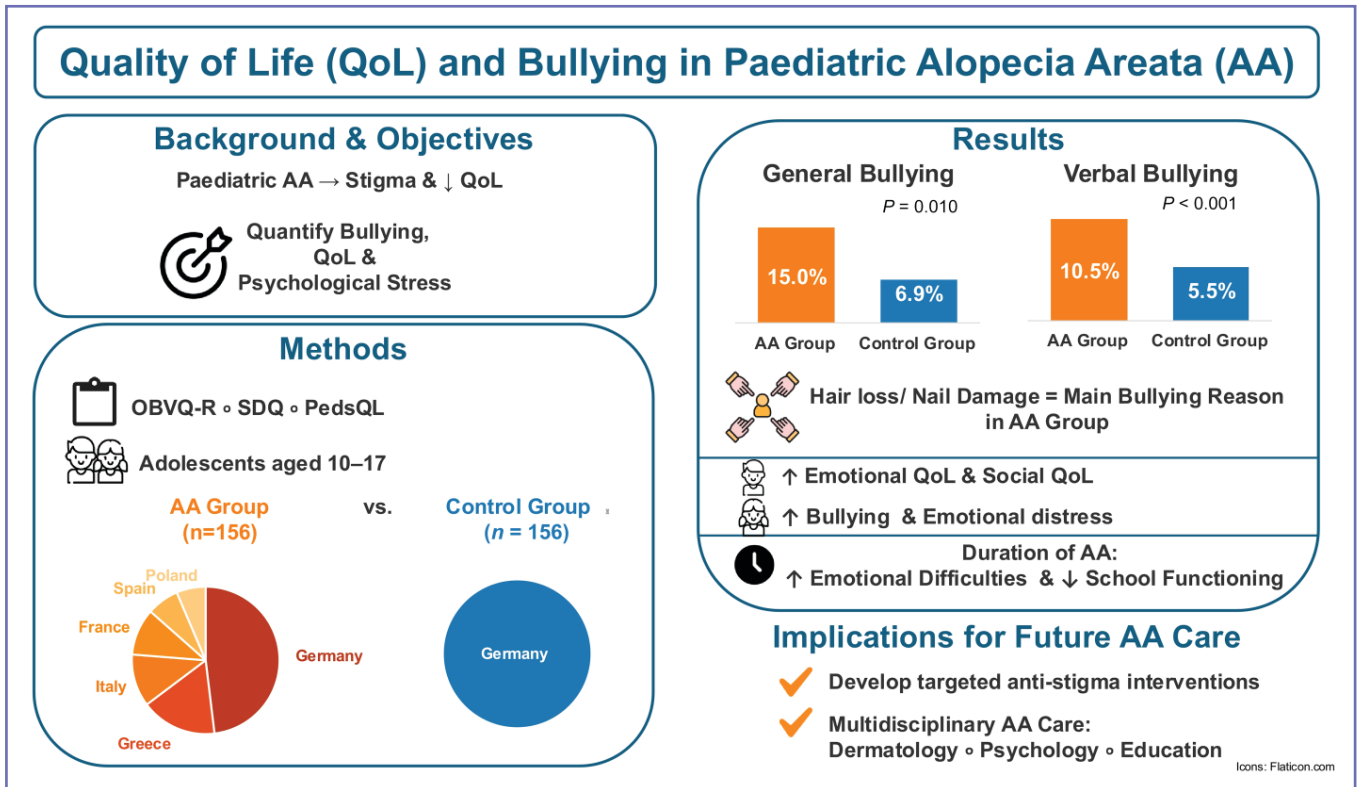 Quality of Life (QoL) and Bullying in Paediatric Alopecia Areata (AA)
Background & Objectives
Paediatric AA → Stigma & ↓ QoL
Quantify Bullying,
QoL &
Psychological Stress
Methods
OBVQ-R ∘ SDQ ∘ PedsQL
Adolescents aged 10–17
AA Group
(n=156)
vs.
Control Group
(n = 156)
Poland
Spain
France
Italy
Greece
Germany
Germany
Results
General Bullying
P = 0.010
15.0%
6.9%
AA Group
Control Group
Verbal Bullying
P < 0.001
10.5%
5.5%
AA Group
Control Group
Hair loss/ Nail Damage = Main Bullying Reason
in AA Group
↑ Emotional QoL & Social QoL
↑ Bullying & Emotional distress
Duration of AA:
↑ Emotional Difficulties & ↓ School Functioning
Implications for Future AA Care
Develop targeted anti-stigma interventions
Multidisciplinary AA Care:
Dermatology ∘ Psychology ∘ Education
Icons: Flaticon.com